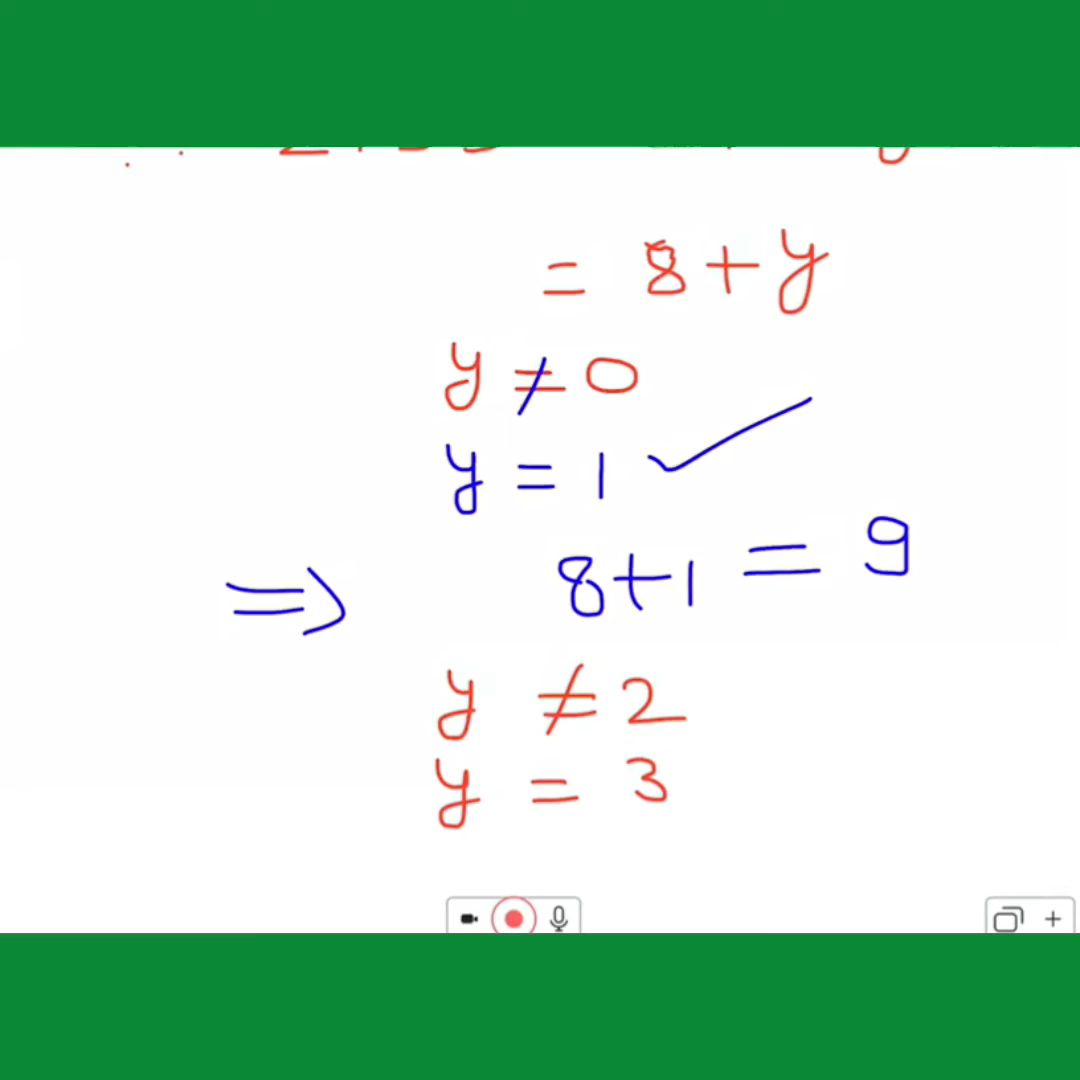 = 8 + y
y ≠ 0
y = 1 ✓
⇒ 8 + 1 = 9
y ≠ 2
y = 3